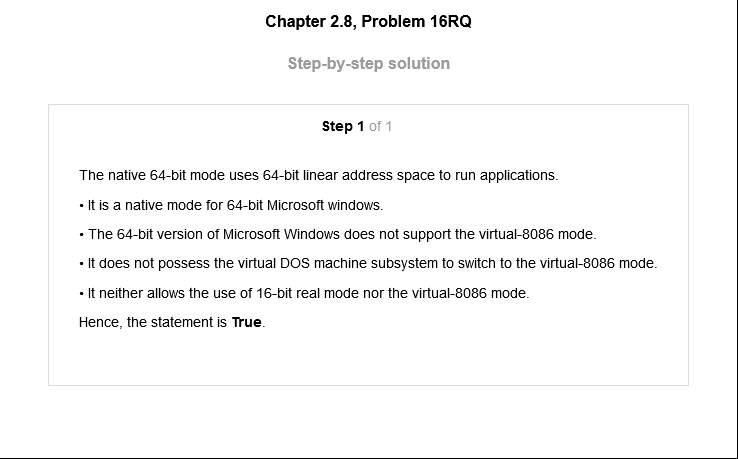 Chapter 2.8, Problem 16RQ
Step-by-step solution
Step 1 of 1
The native 64-bit mode uses 64-bit linear address space to run applications.
• It is a native mode for 64-bit Microsoft windows.
• The 64-bit version of Microsoft Windows does not support the virtual-8086 mode.
• It does not possess the virtual DOS machine subsystem to switch to the virtual-8086 mode.
• It neither allows the use of 16-bit real mode nor the virtual-8086 mode.
Hence, the statement is True.